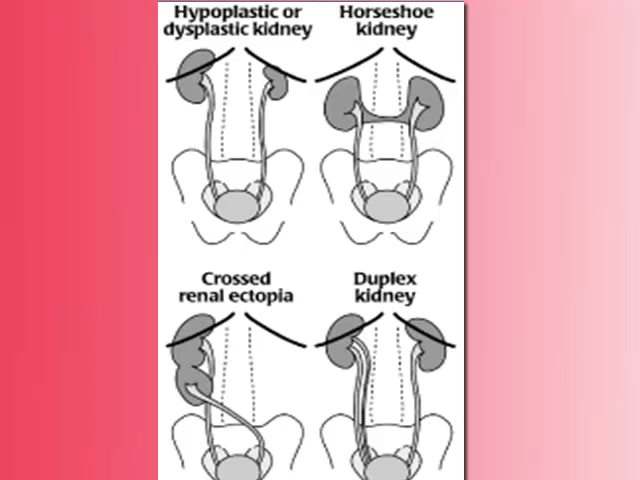 Hypoplastic or
dysplastic kidney
Horseshoe
kidney
Crossed
renal ectopia
Duplex
kidney